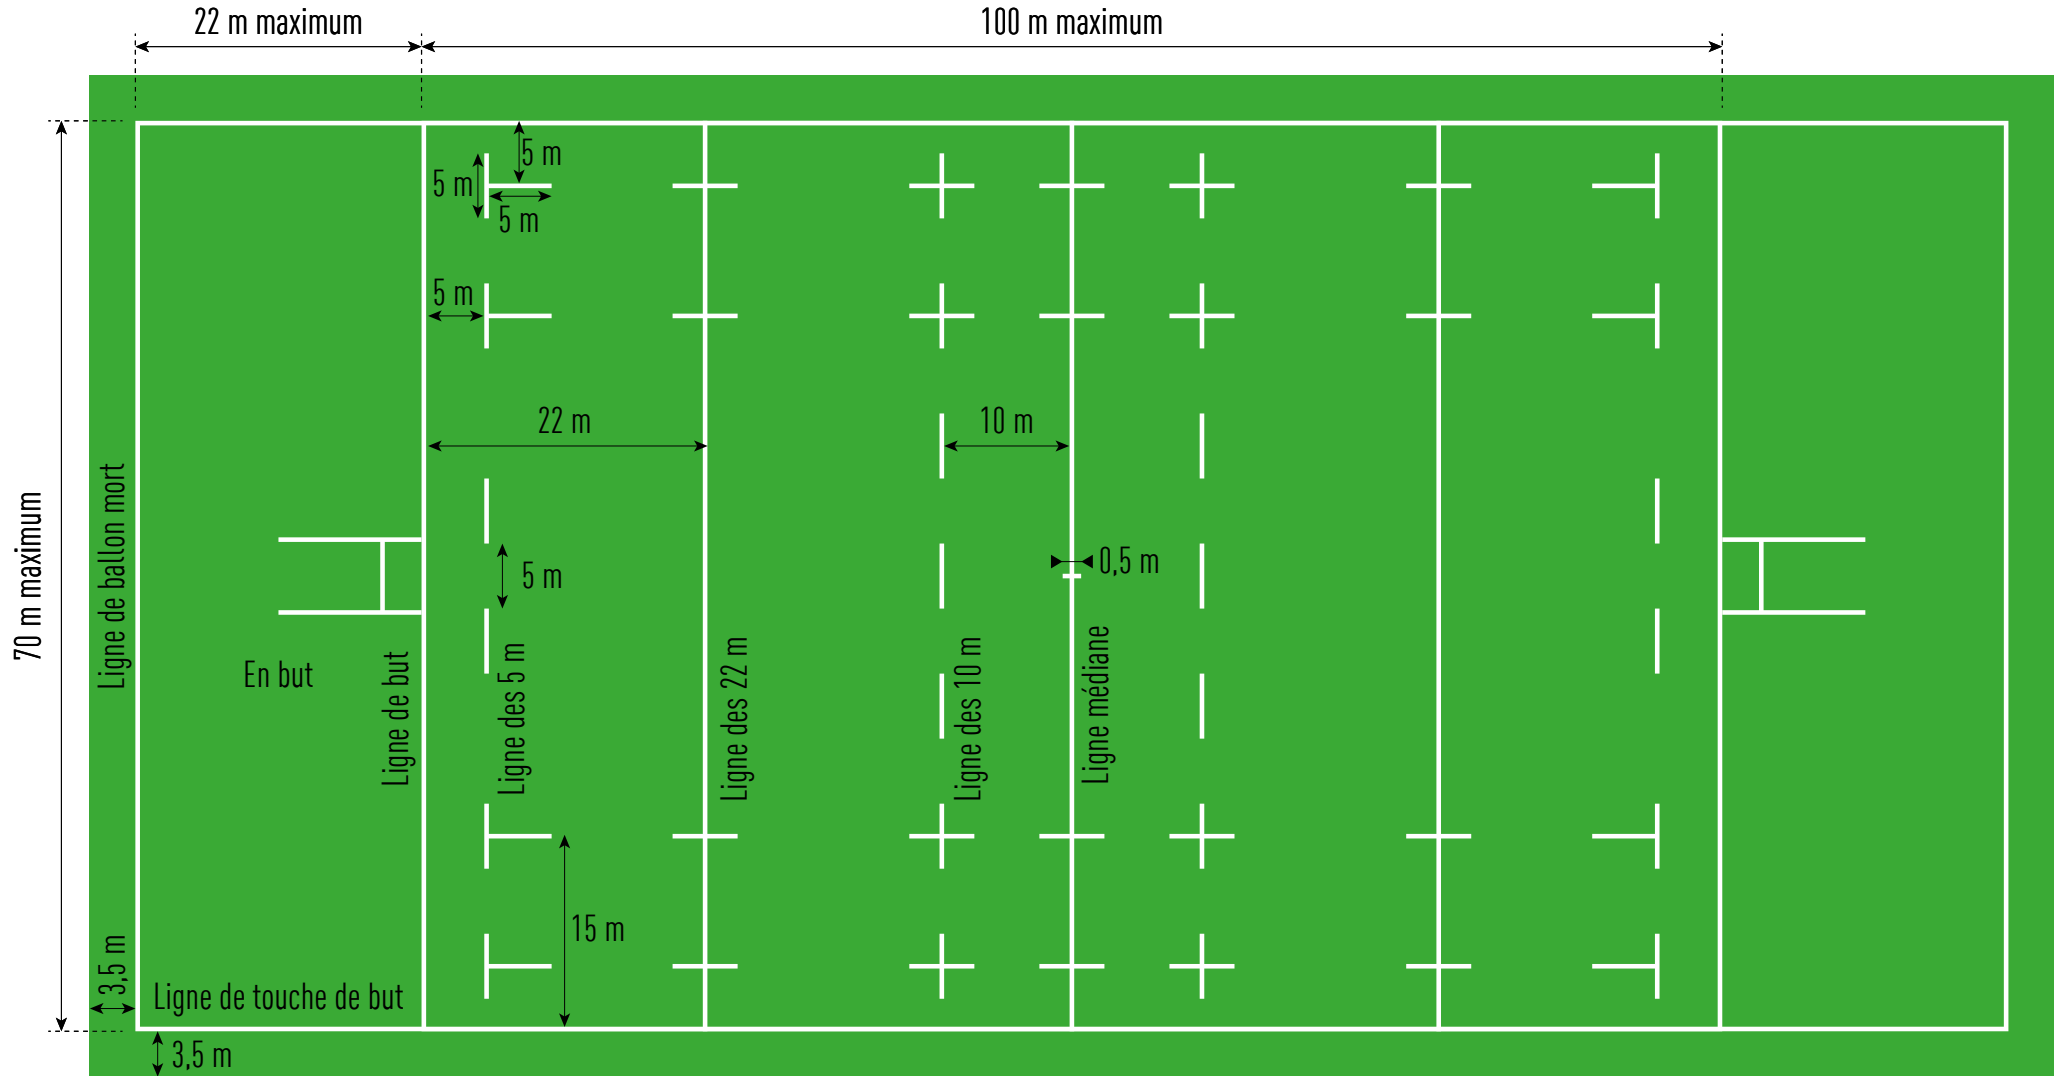 22 m maximum
100 m maximum
5 m
5 m
5 m
5 m
22 m
10 m
70 m maximum
Ligne de ballon mort
0,5 m
5 m
En but
Ligne de but
Ligne des 5 m
Ligne des 22 m
Ligne des 10 m
Ligne médiane
15 m
3,5 m
Ligne de touche de but
3,5 m